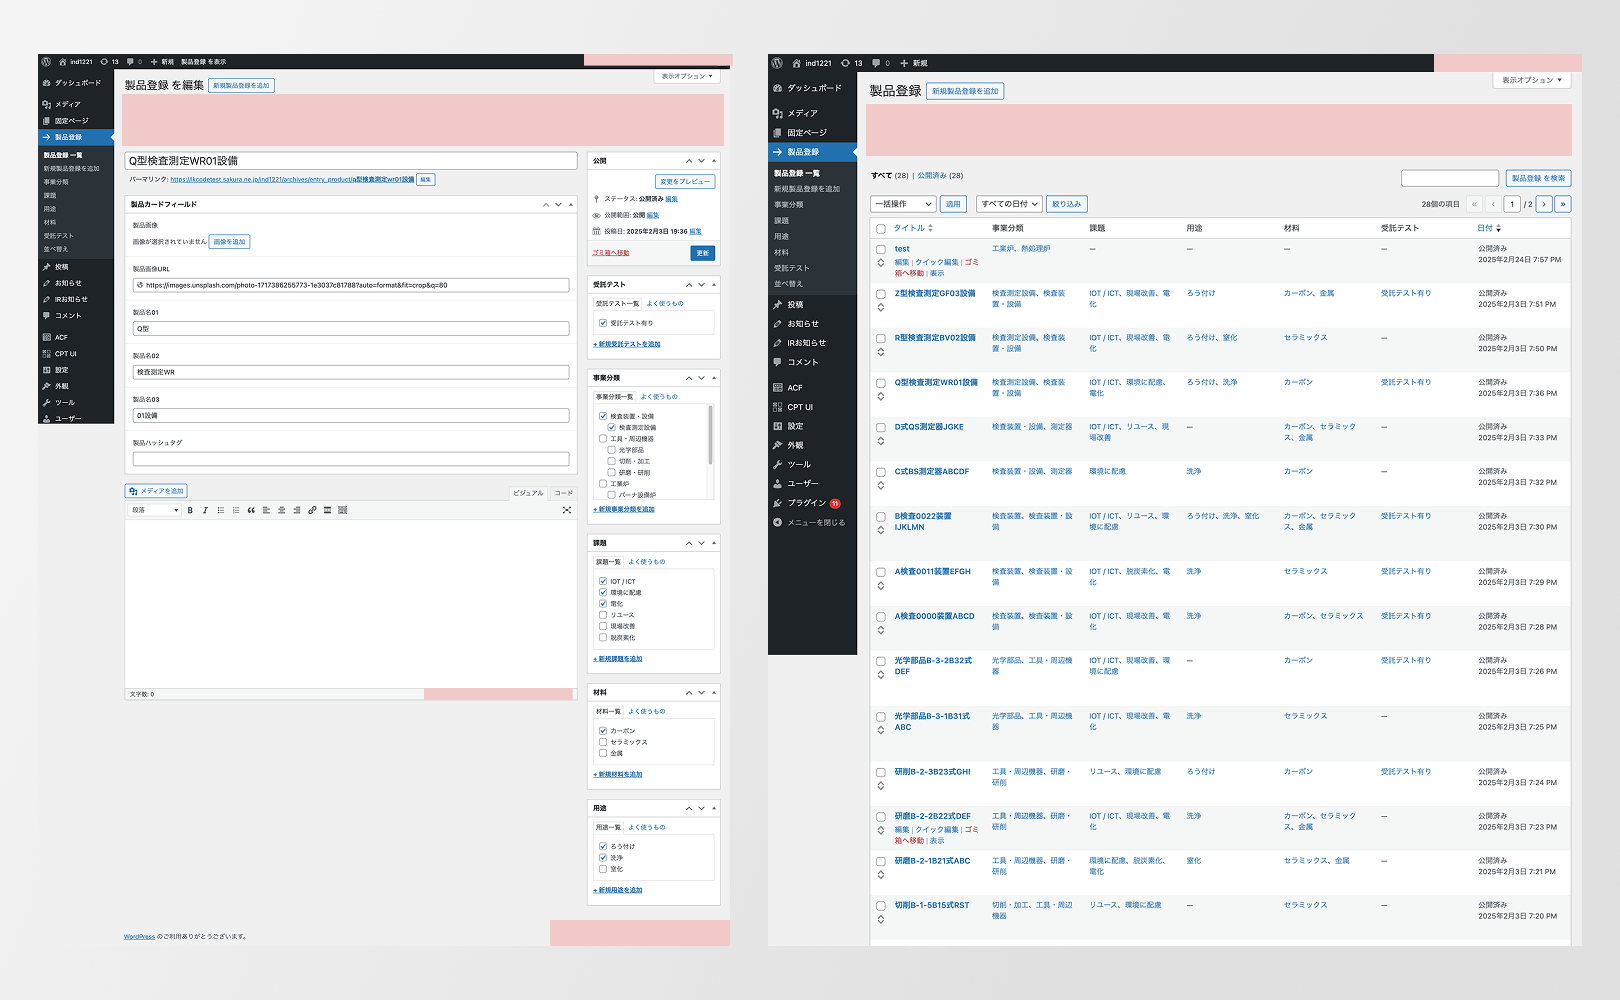 ind1221 13 0 新規 製品登録 を表示
表示オプション ▼
ダッシュボード
メディア
固定ページ
製品登録
製品登録 一覧
新規製品登録を追加
事業分類
課題
用途
材料
受託テスト
並べ替え
投稿
お知らせ
IRお知らせ
コメント
ACF
CPT UI
設定
外観
ツール
ユーザー
製品登録 を編集 新規製品登録を追加
Q型検査測定WR01設備
パーマリンク: https://ikcodetest.sakura.ne.jp/ind1221/archives/entry_product/q型検査測定wr01設備 編集
製品カードフィールド
製品画像
画像が選択されていません 画像を追加
製品画像URL
https://images.unsplash.com/photo-1717386255773-1e3037c81788?auto=format&fit=crop&q=80
製品名01
Q型
製品名02
検査測定WR
製品名03
01設備
製品ハッシュタグ
メディアを追加
ビジュアル コード
段落 B I
文字数: 0
WordPress のご利用ありがとうございます。
公開
変更をプレビュー
ステータス: 公開済み 編集
公開範囲: 公開 編集
投稿日: 2025年2月3日 19:36 編集
ゴミ箱へ移動 更新
受託テスト
受託テスト一覧 よく使うもの
受託テスト有り
+ 新規受託テストを追加
事業分類
事業分類一覧 よく使うもの
検査装置・設備
検査測定設備
工具・周辺機器
光学部品
切削・加工
研磨・研削
工業炉
バーナ設備炉
+ 新規事業分類を追加
課題
課題一覧 よく使うもの
IOT / ICT
環境に配慮
電化
リユース
現場改善
脱炭素化
+ 新規課題を追加
材料
材料一覧 よく使うもの
カーボン
セラミックス
金属
+ 新規材料を追加
用途
用途一覧 よく使うもの
ろう付け
洗浄
窒化
+ 新規用途を追加
ind1221 13 0 新規
表示オプション ▼
ダッシュボード
メディア
固定ページ
製品登録
製品登録 一覧
新規製品登録を追加
事業分類
課題
用途
材料
受託テスト
並べ替え
投稿
お知らせ
IRお知らせ
コメント
ACF
CPT UI
設定
外観
ツール
ユーザー
プラグイン 11
メニューを閉じる
製品登録 新規製品登録を追加
すべて (28) | 公開済み (28)
製品登録 を検索
一括操作 適用 すべての日付 絞り込み
28個の項目 « ‹ 1 / 2 › »
タイトル 事業分類 課題 用途 材料 受託テスト 日付
test 工業炉、熱処理炉 — — — — 公開済み
2025年2月24日 7:57 PM
編集 | クイック編集 | ゴミ
箱へ移動 | 表示
Z型検査測定GF03設備 検査測定設備、検査装 IOT / ICT、現場改善、電 ろう付け カーボン、金属 受託テスト有り 公開済み
置・設備 化 2025年2月3日 7:51 PM
R型検査測定BV02設備 検査測定設備、検査装 IOT / ICT、現場改善、電 ろう付け、窒化 セラミックス — 公開済み
置・設備 化 2025年2月3日 7:50 PM
Q型検査測定WR01設備 検査測定設備、検査装 IOT / ICT、環境に配慮、 ろう付け、洗浄 カーボン 受託テスト有り 公開済み
置・設備 電化 2025年2月3日 7:36 PM
D式QS測定器JGKE 検査装置・設備、測定器 IOT / ICT、リユース、現 — カーボン、セラミック 受託テスト有り 公開済み
場改善 ス、金属 2025年2月3日 7:33 PM
C式BS測定器ABCDF 検査装置・設備、測定器 環境に配慮 洗浄 カーボン — 公開済み
2025年2月3日 7:32 PM
B検査0022装置 検査装置、検査装置・設 IOT / ICT、リユース、環 ろう付け、洗浄、窒化 カーボン、セラミック 受託テスト有り 公開済み
IJKLMN 備 境に配慮 ス、金属 2025年2月3日 7:30 PM
A検査0011装置EFGH 検査装置、検査装置・設 IOT / ICT、脱炭素化、電 洗浄 セラミックス 受託テスト有り 公開済み
備 化 2025年2月3日 7:29 PM
A検査0000装置ABCD 検査装置、検査装置・設 IOT / ICT、現場改善、電 洗浄 カーボン、セラミックス 受託テスト有り 公開済み
備 化 2025年2月3日 7:28 PM
光学部品B-3-2B32式 光学部品、工具・周辺機 IOT / ICT、現場改善、環 — カーボン 受託テスト有り 公開済み
DEF 器 境に配慮 2025年2月3日 7:26 PM
光学部品B-3-1B31式 光学部品、工具・周辺機 IOT / ICT、現場改善、電 洗浄 セラミックス — 公開済み
ABC 器 化 2025年2月3日 7:25 PM
研削B-2-3B23式GHI 工具・周辺機器、研磨・ リユース、環境に配慮 ろう付け カーボン 受託テスト有り 公開済み
研削 2025年2月3日 7:24 PM
研磨B-2-2B22式DEF 工具・周辺機器、研磨・ IOT / ICT、現場改善、電 洗浄 カーボン、セラミック — 公開済み
編集 | クイック編集 | ゴミ 研削 化 ス、金属 2025年2月3日 7:23 PM
箱へ移動 | 表示
研磨B-2-1B21式ABC 工具・周辺機器、研磨・ 環境に配慮、脱炭素化、 窒化 セラミックス、金属 — 公開済み
研削 電化 2025年2月3日 7:21 PM
切削B-1-5B15式RST 切削・加工、工具・周辺 リユース、環境に配慮 — セラミックス — 公開済み
機器 2025年2月3日 7:20 PM